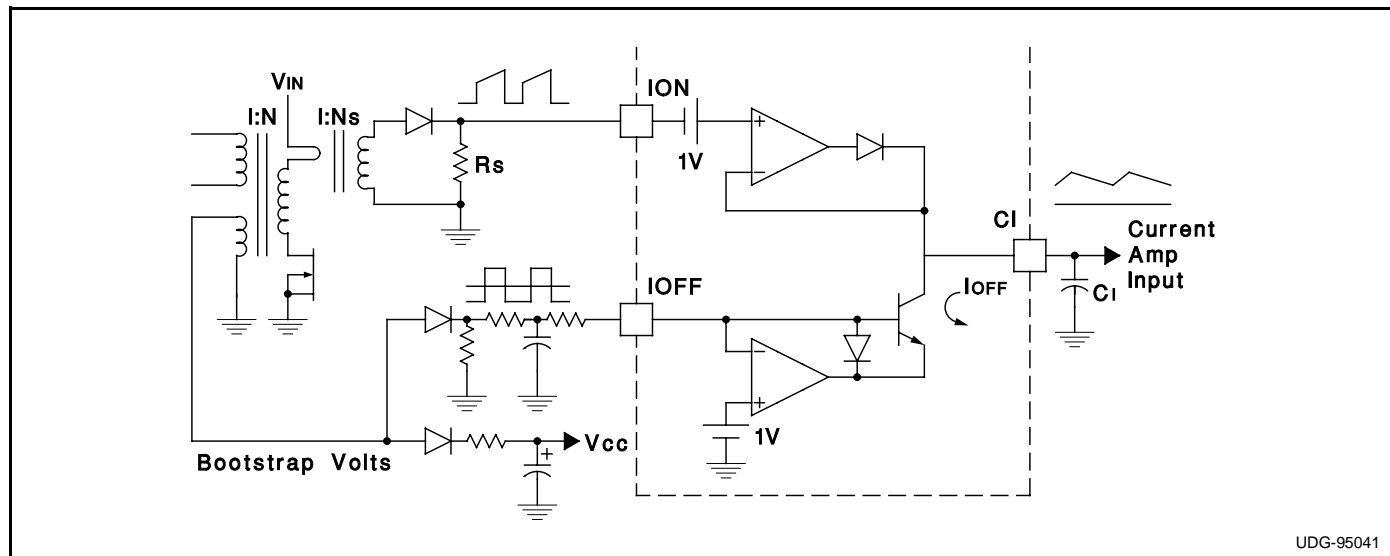 VIN
I:N
I:Ns
Rs
ION
1V
+
−
CI
Current
Amp
Input
CI
IOFF
IOFF
−
+
1V
Bootstrap Volts
+
Vcc
UDG-95041